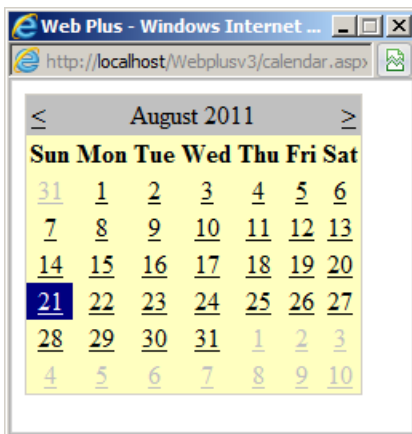 Web Plus - Windows Internet ...
http://localhost/Webplusv3/calendar.aspx
< August 2011 >
Sun Mon Tue Wed Thu Fri Sat
31 1 2 3 4 5 6
7 8 9 10 11 12 13
14 15 16 17 18 19 20
21 22 23 24 25 26 27
28 29 30 31 1 2 3
4 5 6 7 8 9 10